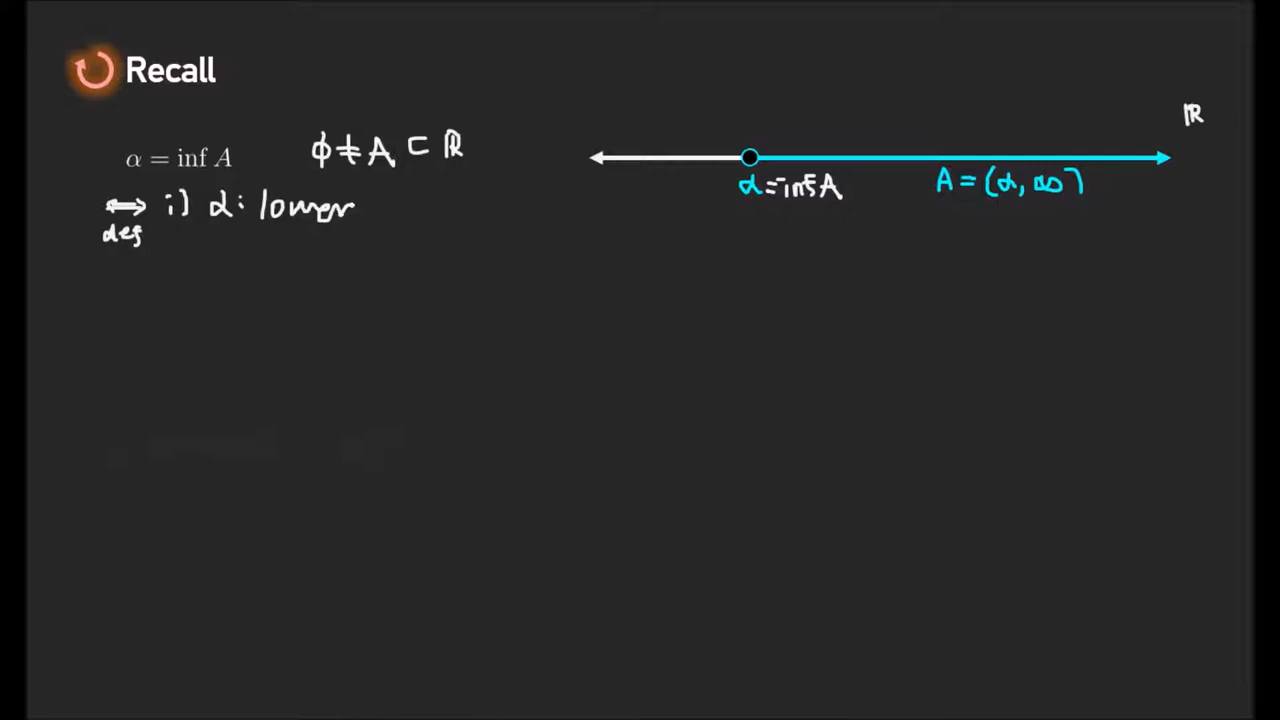 Recall
α = inf A
ϕ ≠ A ⊂ ℝ
⟺ def i) α: lower
ℝ
α = inf A
A = (α, ∞)